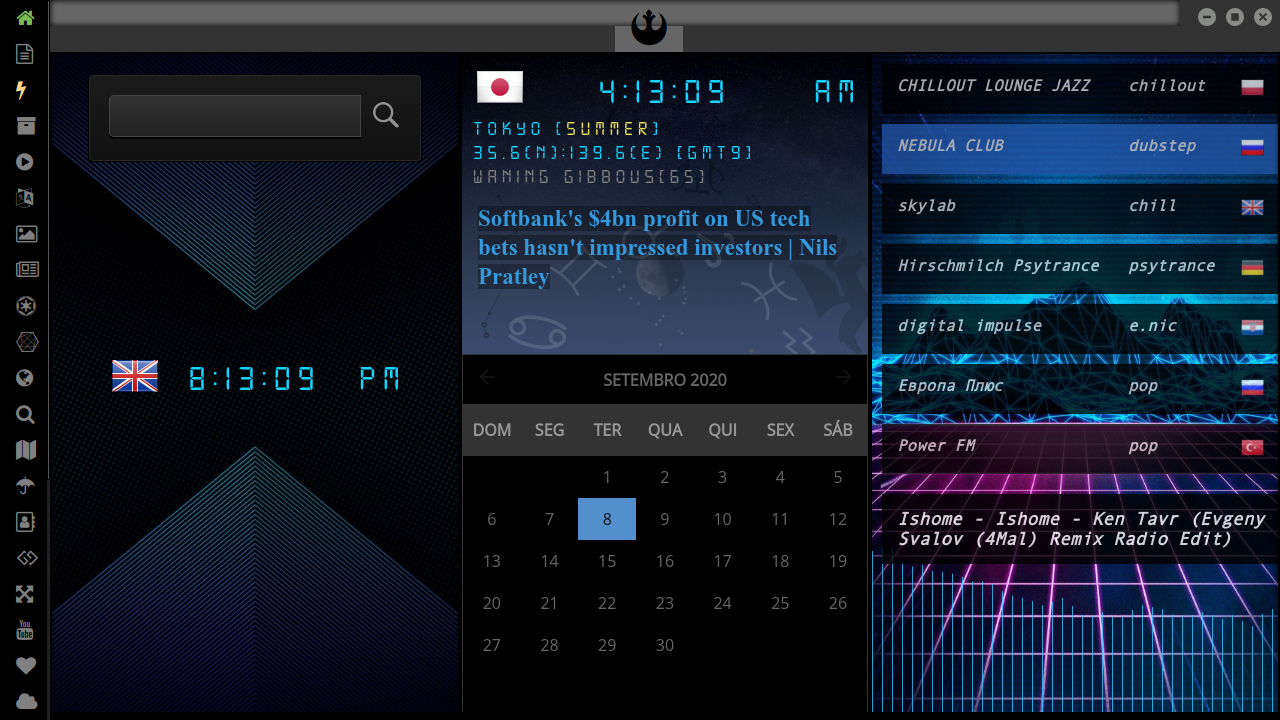 8:13:09 PM
4:13:09 AM
TOKYO [SUMMER]
35.6(N):139.6(E) [GMT9]
WANING GIBBOUS[65]
Softbank's $4bn profit on US tech
bets hasn't impressed investors | Nils
Pratley
SETEMBRO 2020
DOM SEG TER QUA QUI SEX SÁB
1 2 3 4 5
6 7 8 9 10 11 12
13 14 15 16 17 18 19
20 21 22 23 24 25 26
27 28 29 30
CHILLOUT LOUNGE JAZZ chillout
NEBULA CLUB dubstep
skylab chill
Hirschmilch Psytrance psytrance
digital impulse e.nic
Европа Плюс pop
Power FM pop
Ishome - Ishome - Ken Tavr (Evgeny
Svalov (4Mal) Remix Radio Edit)
You
Tube